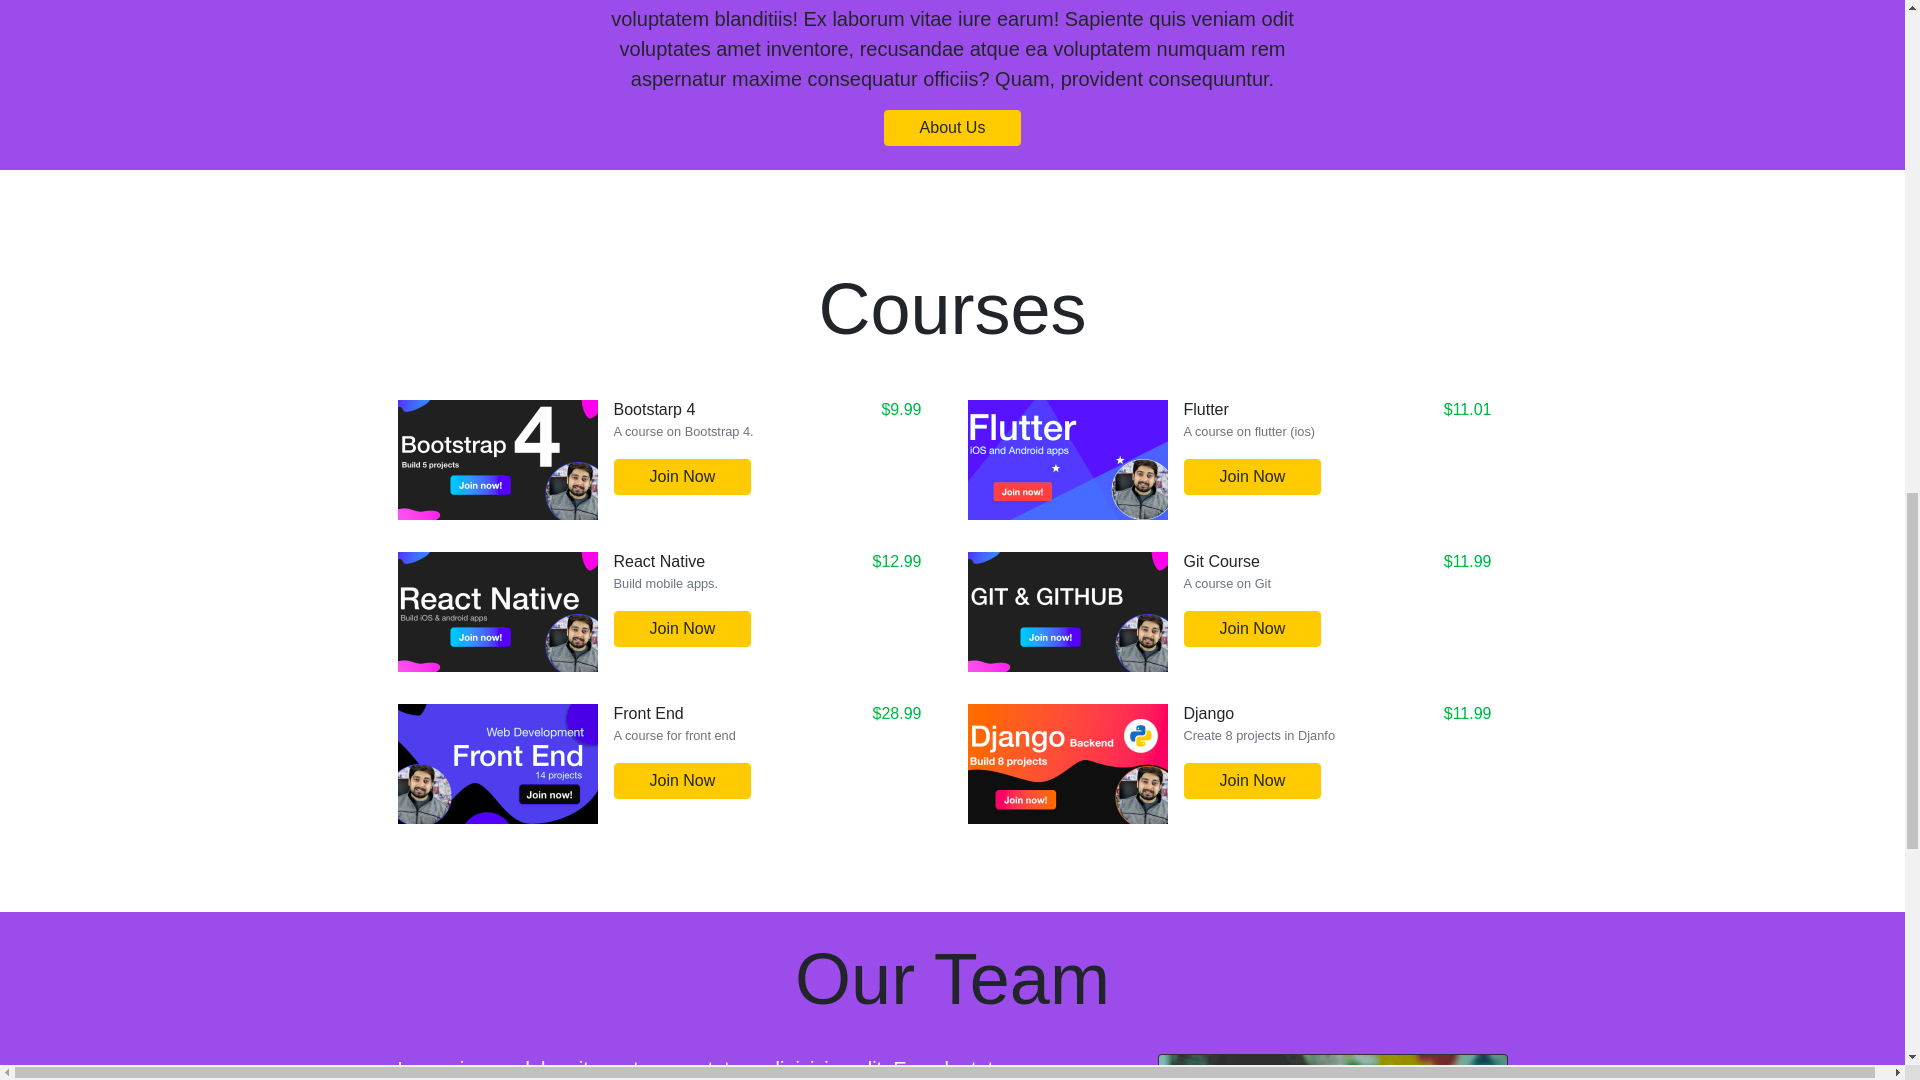 voluptatem blanditiis! Ex laborum vitae iure earum! Sapiente quis veniam odit
voluptates amet inventore, recusandae atque ea voluptatem numquam rem
aspernatur maxime consequatur officiis? Quam, provident consequuntur.
About Us
Courses
Bootstrap 4
Build 5 projects
Join now!
Bootstarp 4
$9.99
A course on Bootstrap 4.
Join Now
Flutter
iOS and Android apps
Join now!
Flutter
$11.01
A course on flutter (ios)
Join Now
React Native
Build iOS & android apps
Join now!
React Native
$12.99
Build mobile apps.
Join Now
GIT & GITHUB
Join now!
Git Course
$11.99
A course on Git
Join Now
Web Development
Front End
14 projects
Join now!
Front End
$28.99
A course for front end
Join Now
Django Backend
Build 8 projects
Join now!
Django
$11.99
Create 8 projects in Djanfo
Join Now
Our Team